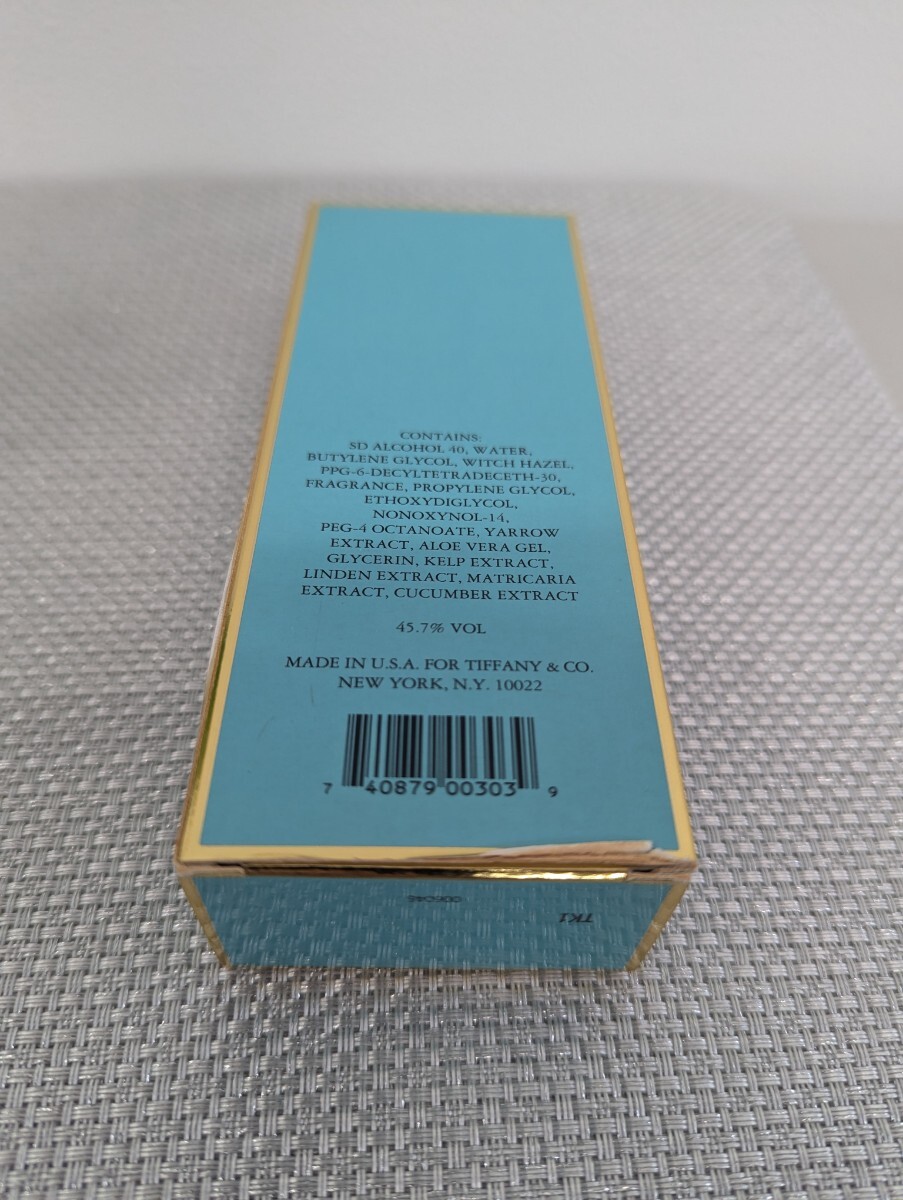 CONTAINS:
SD ALCOHOL 40, WATER,
BUTYLENE GLYCOL, WITCH HAZEL,
PPG-6-DECYLTETRADECETH-30,
FRAGRANCE, PROPYLENE GLYCOL,
ETHOXYDIGLYCOL,
NONOXYNOL-14,
PEG-4 OCTANOATE, YARROW
EXTRACT, ALOE VERA GEL,
GLYCERIN, KELP EXTRACT,
LINDEN EXTRACT, MATRICARIA
EXTRACT, CUCUMBER EXTRACT
45.7% VOL
MADE IN U.S.A. FOR TIFFANY & CO.
NEW YORK, N.Y. 10022
7 40879 00303 9
TK1